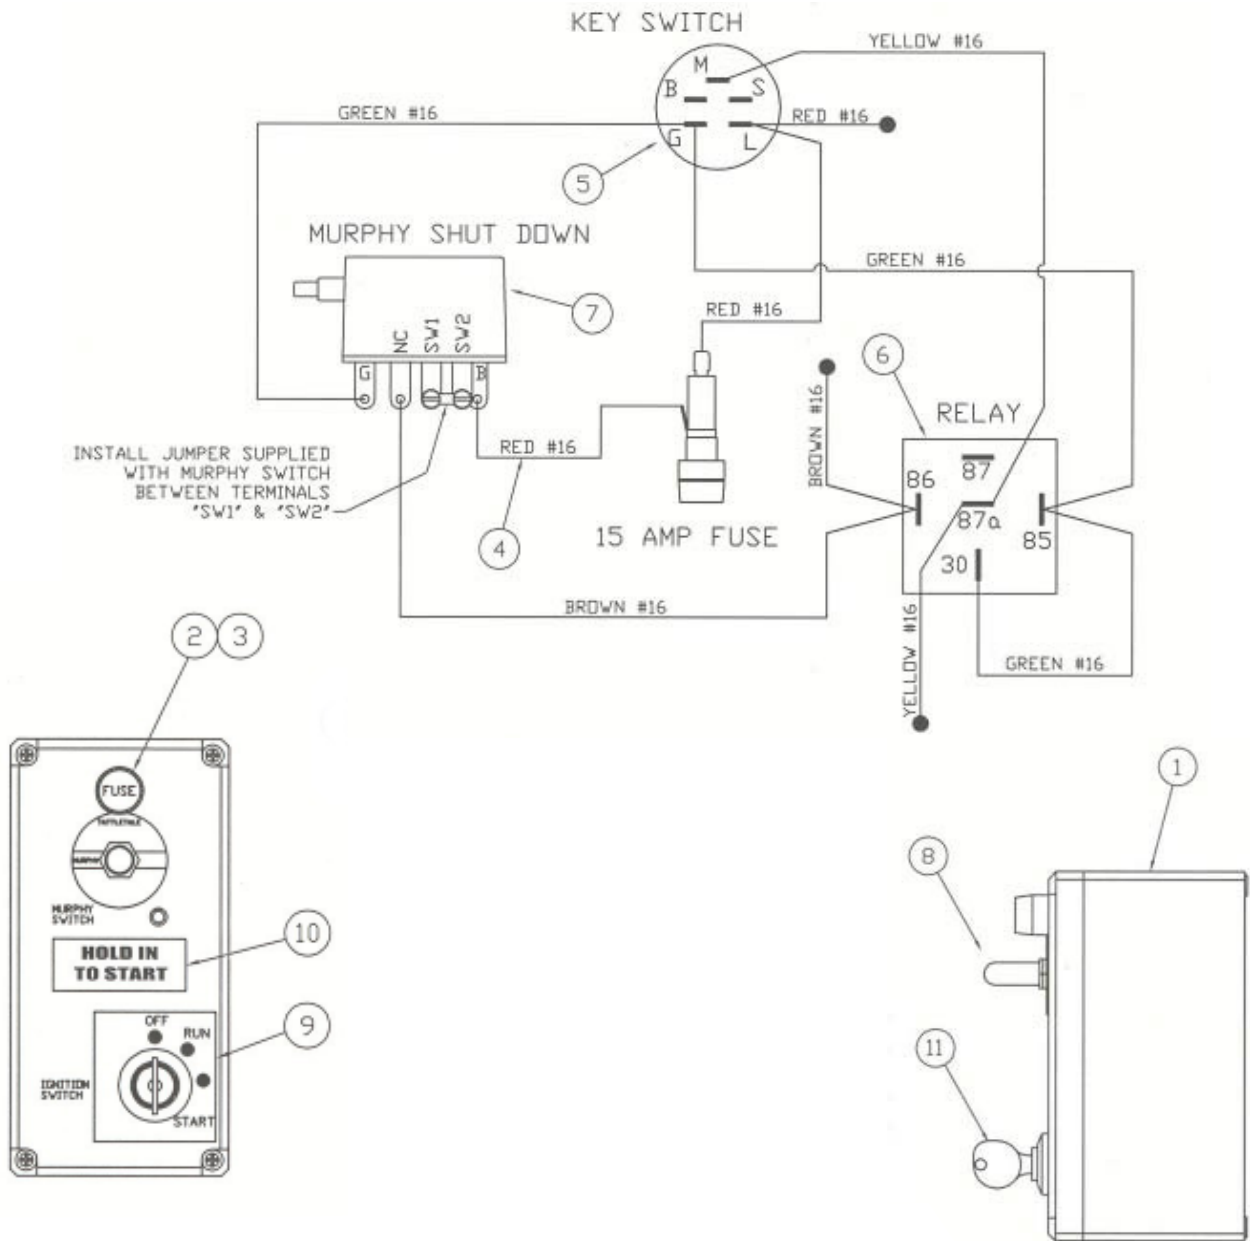 KEY SWITCH
YELLOW #16
M
B
S
GREEN #16
RED #16
G
L
5
MURPHY SHUT DOWN
GREEN #16
7
RED #16
NC
SW1
SW2
G
B
6
RELAY
BROWN #16
INSTALL JUMPER SUPPLIED
WITH MURPHY SWITCH
BETWEEN TERMINALS
"SW1" & "SW2"
RED #16
86
87
87a
85
15 AMP FUSE
4
30
BROWN #16
YELLOW #16
GREEN #16
2
3
1
FUSE
TATTLETALE
MURPHY
8
MURPHY
SWITCH
10
HOLD IN
TO START
OFF
RUN
9
11
IGNITION
SWITCH
START